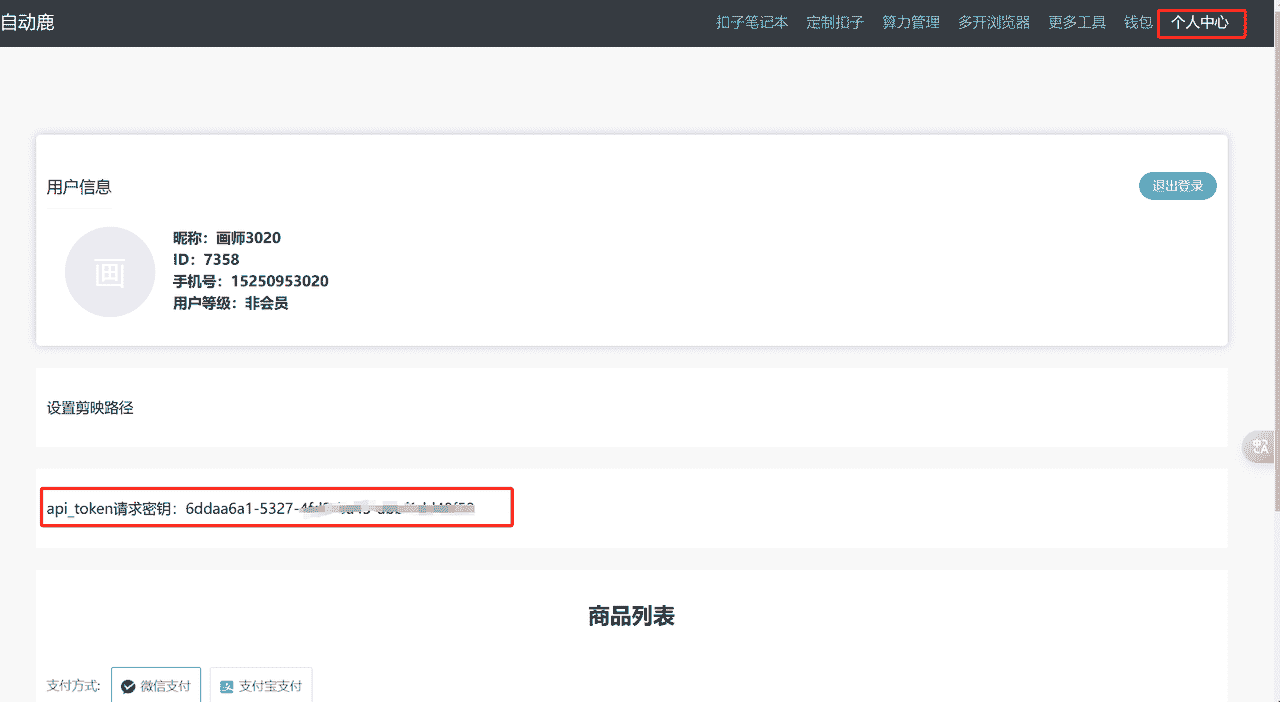 自动鹿
扣子笔记本 定制扣子 算力管理 多开浏览器 更多工具 钱包 个人中心
用户信息
退出登录
画
昵称：画师3020
ID：7358
手机号：15250953020
用户等级：非会员
设置剪映路径
api_token请求密钥：6ddaa6a1-5327-
商品列表
支付方式: 微信支付 支付宝支付